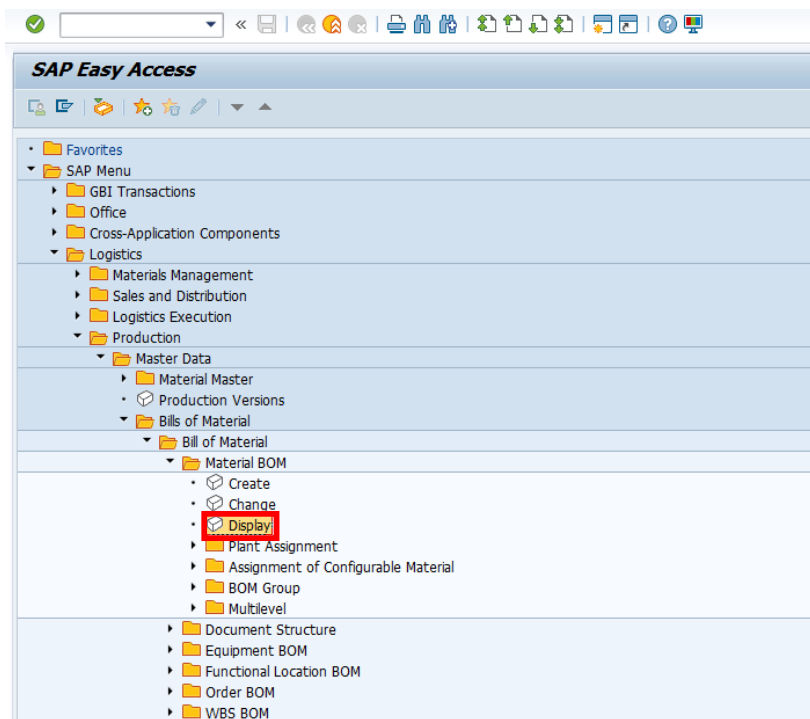 SAP Easy Access
Favorites
SAP Menu
GBI Transactions
Office
Cross-Application Components
Logistics
Materials Management
Sales and Distribution
Logistics Execution
Production
Master Data
Material Master
Production Versions
Bills of Material
Bill of Material
Material BOM
Create
Change
Display
Plant Assignment
Assignment of Configurable Material
BOM Group
Multilevel
Document Structure
Equipment BOM
Functional Location BOM
Order BOM
WBS BOM